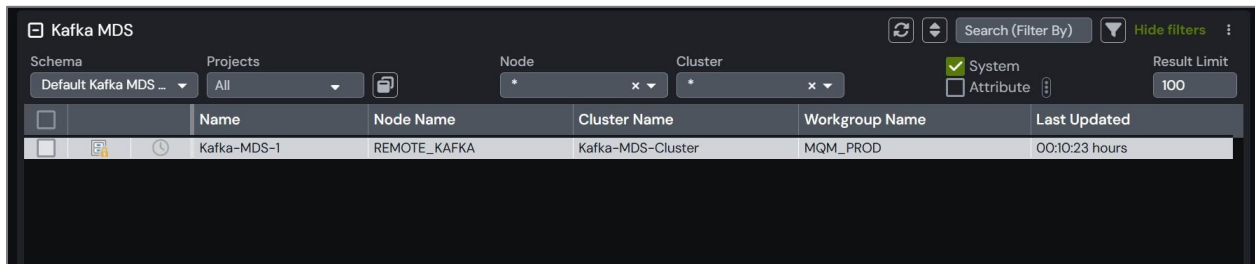 Kafka MDS
Search (Filter By)
Hide filters
Schema
Projects
Node
Cluster
System
Result Limit
Default Kafka MDS ...
All
*
*
Attribute
100
Name Node Name Cluster Name Workgroup Name Last Updated
Kafka-MDS-1 REMOTE_KAFKA Kafka-MDS-Cluster MQM_PROD 00:10:23 hours